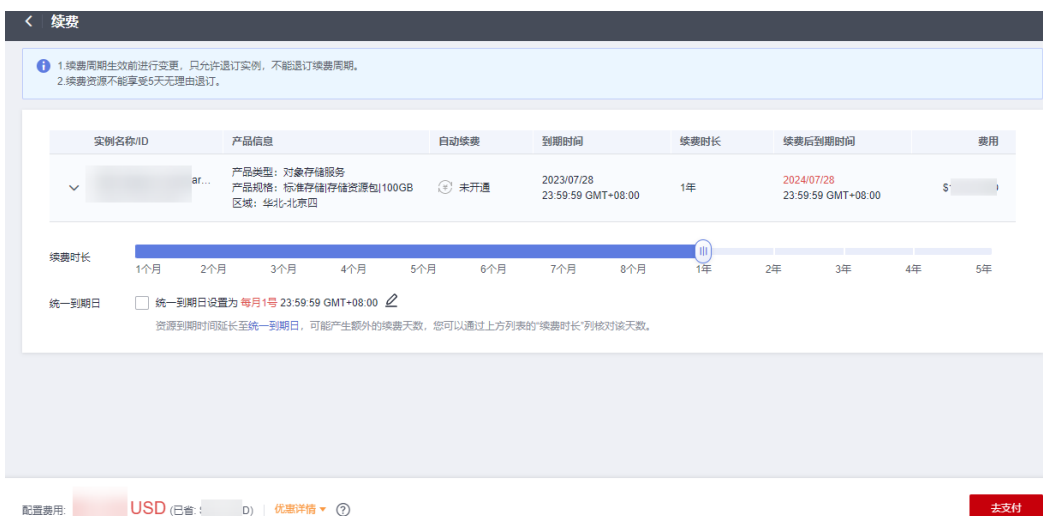 续费
1.续费周期生效前进行变更，只允许退订实例，不能退订续费周期。
2.续费资源不能享受5天无理由退订。
实例名称/ID 产品信息 自动续费 到期时间 续费时长 续费后到期时间 费用
产品类型：对象存储服务
ar... 产品规格：标准存储|存储资源包|100GB 未开通 2023/07/28 1年 2024/07/28 $
区域：华北-北京四 23:59:59 GMT+08:00 23:59:59 GMT+08:00
续费时长
1个月 2个月 3个月 4个月 5个月 6个月 7个月 8个月 1年 2年 3年 4年 5年
统一到期日 统一到期日设置为 每月1号 23:59:59 GMT+08:00
资源到期时间延长至统一到期日，可能产生额外的续费天数，您可以通过上方列表的“续费时长”列核对该天数。
配置费用: USD (已省: D) 优惠详情 去支付